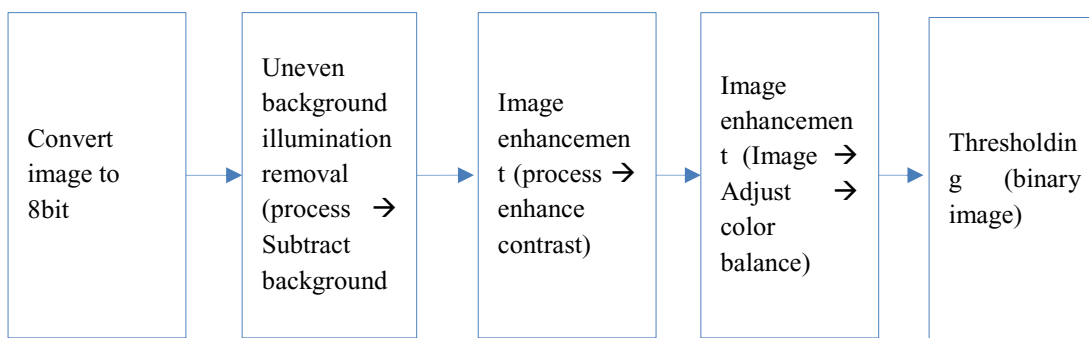 Convert
image to
8bit
Uneven
background
illumination
removal
(process →
Subtract
background
Image
enhancemen
t (process →
enhance
contrast)
Image
enhancemen
t (Image →
Adjust →
color
balance)
Thresholdin
g (binary
image)